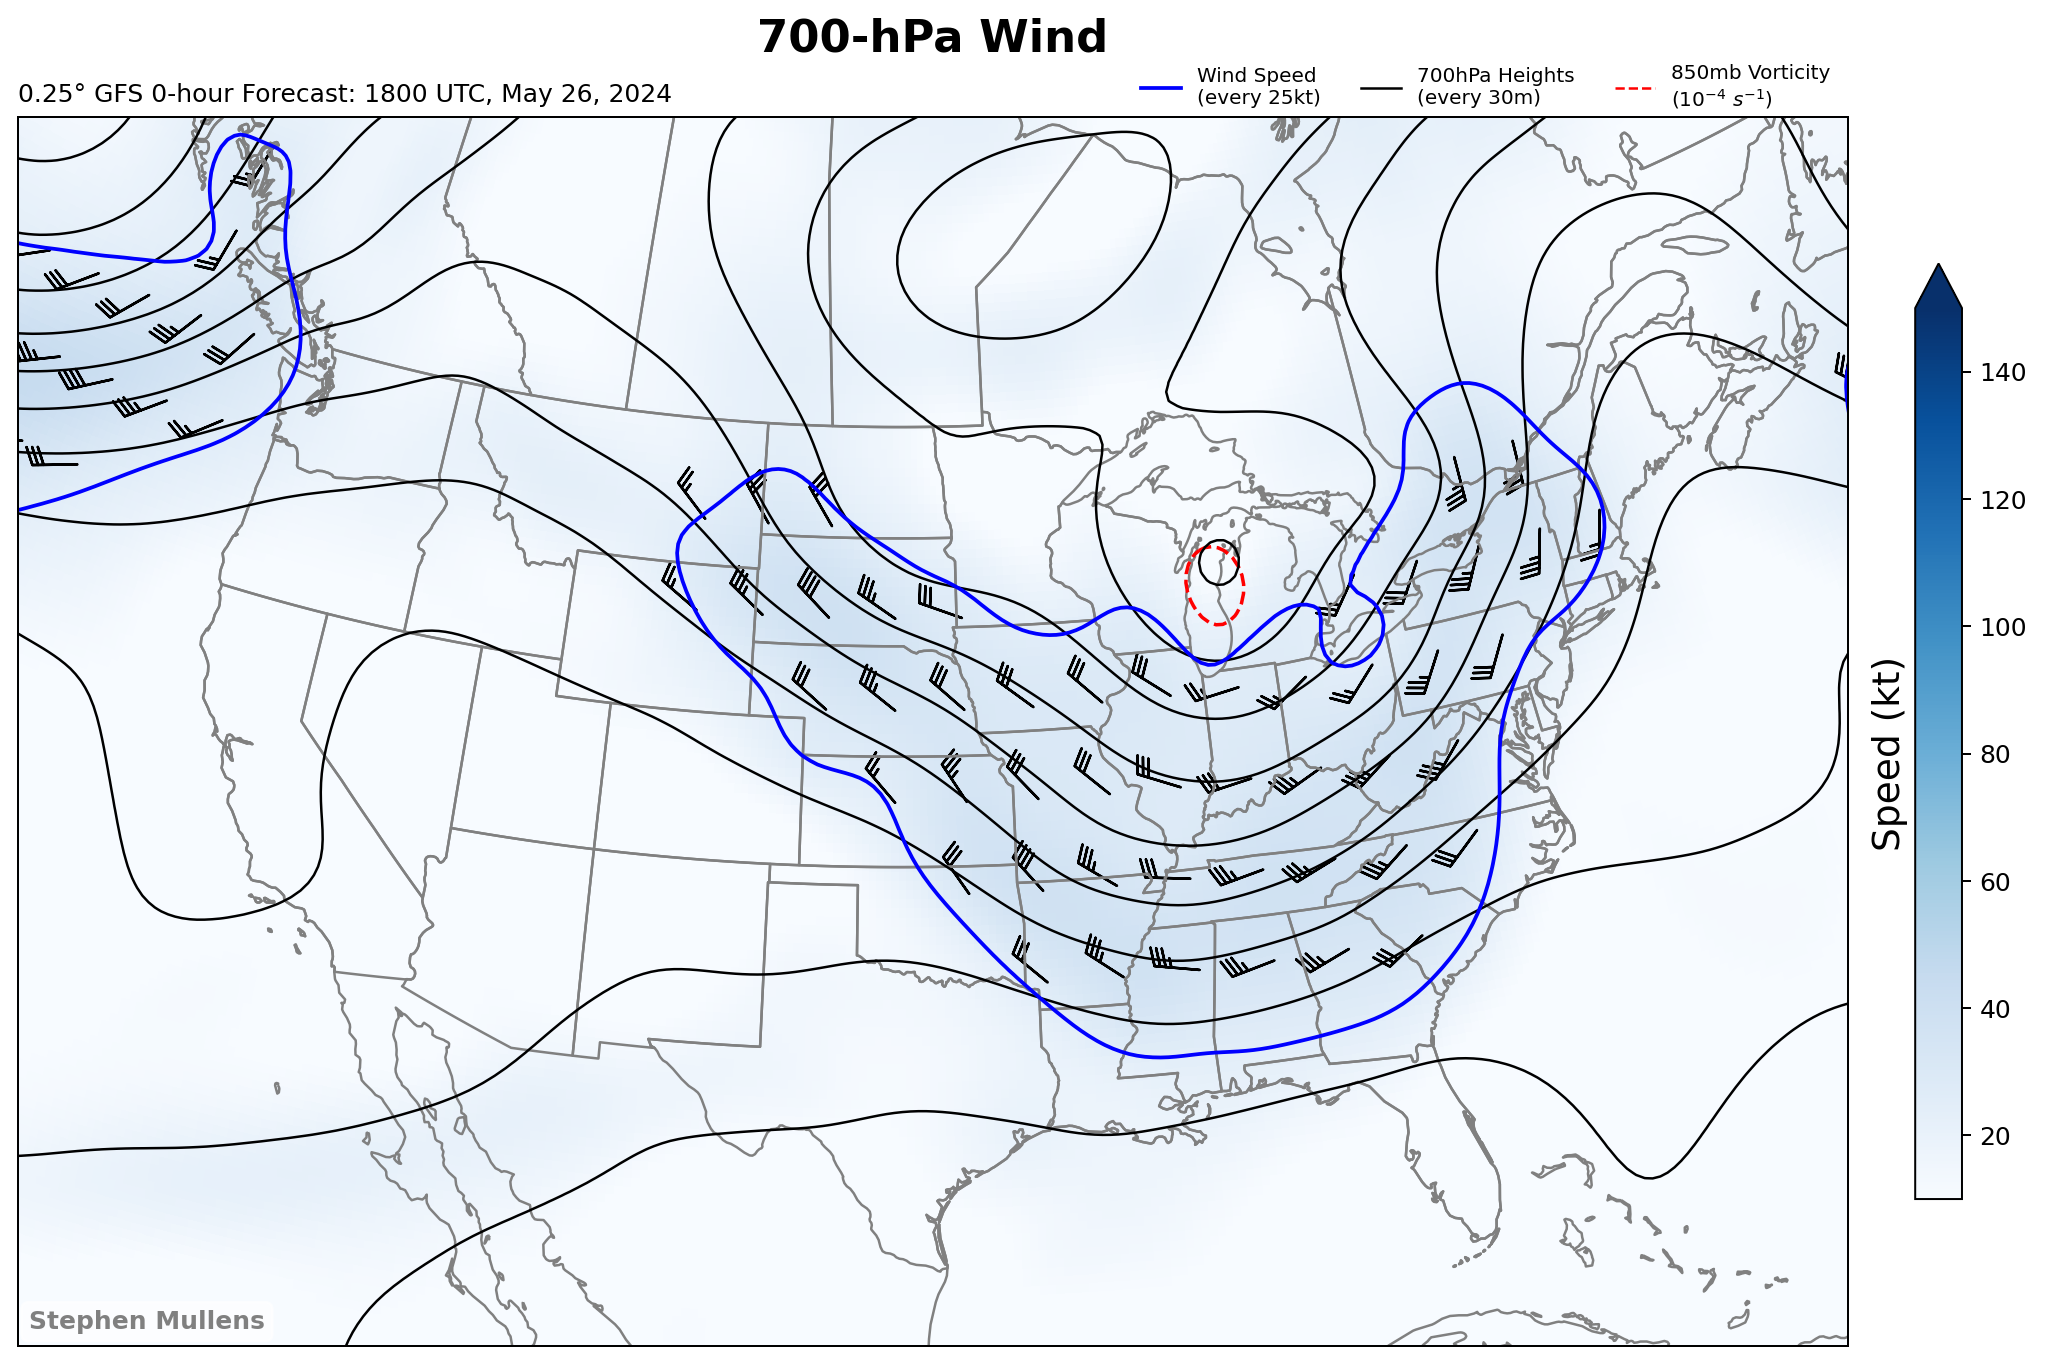 700-hPa Wind
0.25° GFS 0-hour Forecast: 1800 UTC, May 26, 2024
Wind Speed
(every 25kt)
700hPa Heights
(every 30m)
850mb Vorticity
(10⁻⁴ s⁻¹)
140
120
100
80
60
40
20
Speed (kt)
Stephen Mullens